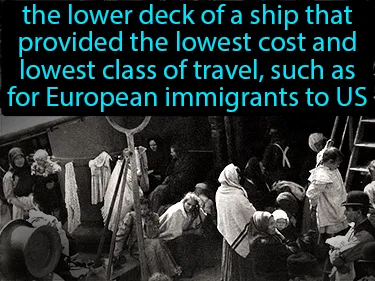 the lower deck of a ship that
provided the lowest cost and
lowest class of travel, such as
for European immigrants to US